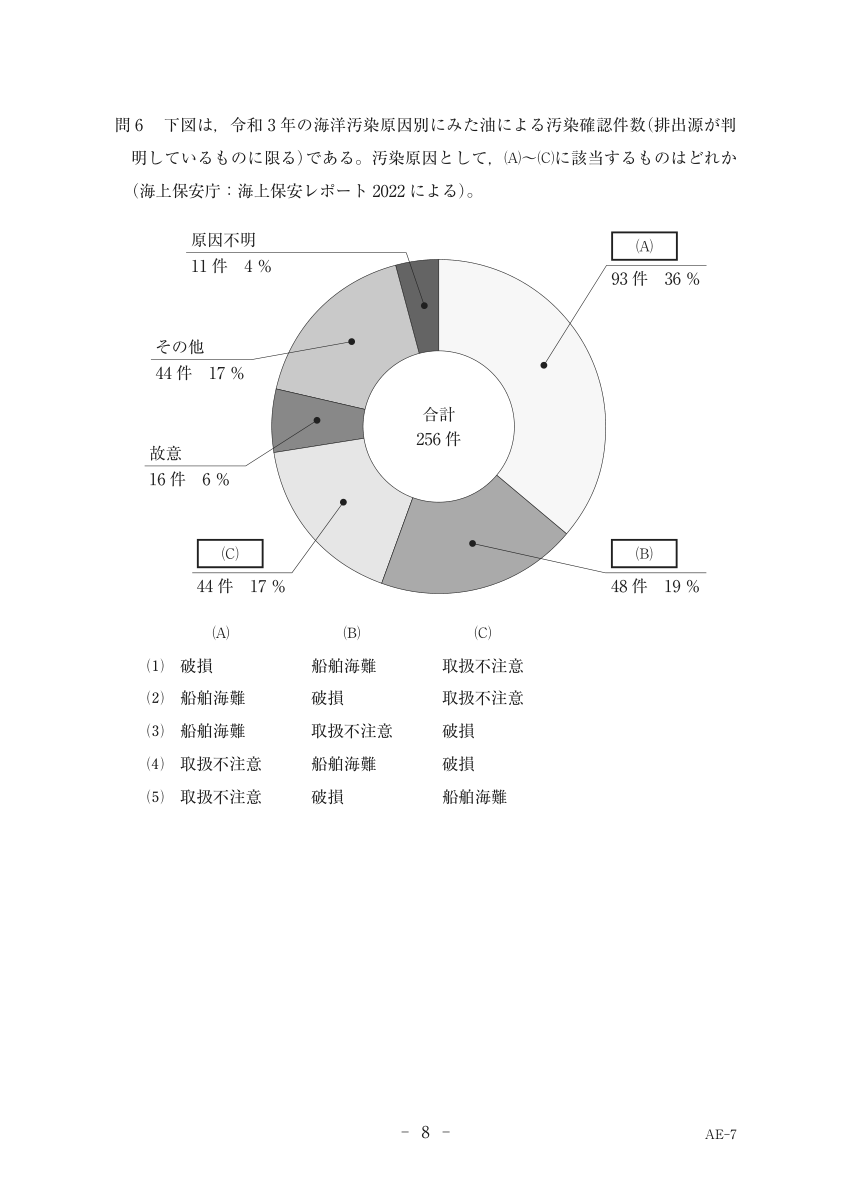 問6 下図は，令和3年の海洋汚染原因別にみた油による汚染確認件数(排出源が判
明しているものに限る)である。汚染原因として，(A)～(C)に該当するものはどれか
(海上保安庁：海上保安レポート2022による)。
原因不明
11件 4 %
(A)
93件 36 %
その他
44件 17 %
合計
256件
故意
16件 6 %
(C)
44件 17 %
(B)
48件 19 %
(A) (B) (C)
(1) 破損 船舶海難 取扱不注意
(2) 船舶海難 破損 取扱不注意
(3) 船舶海難 取扱不注意 破損
(4) 取扱不注意 船舶海難 破損
(5) 取扱不注意 破損 船舶海難
- 8 -
AE-7